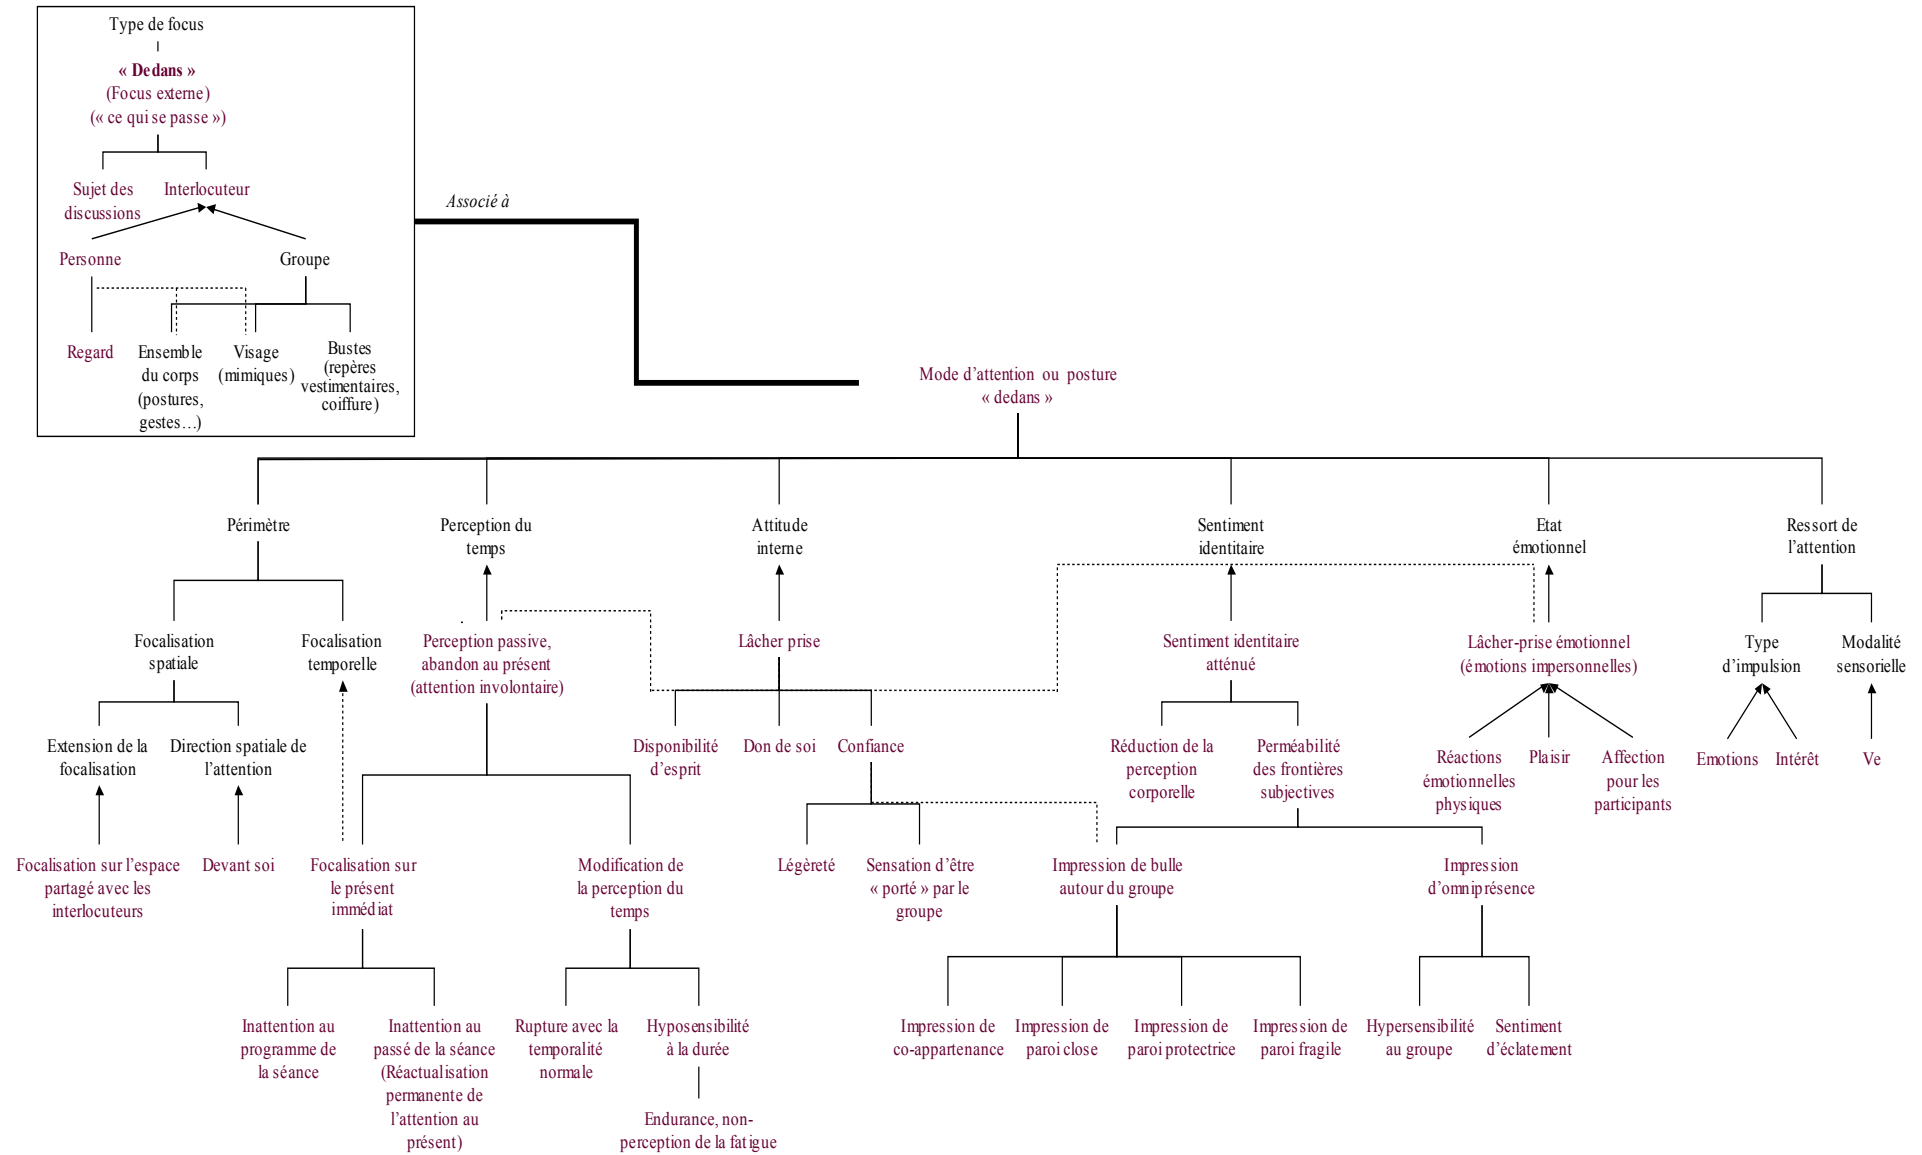 Type de focus
« Dedans »
(Focus externe)
(« ce qui se passe »)
Sujet des
discussions
Interlocuteur
Personne
Groupe
Regard
Ensemble
du corps
(postures,
gestes…)
Visage
(mimiques)
Bustes
(repères
vestimentaires,
coiffure)
Associé à
Mode d’attention ou posture
« dedans »
Périmètre
Perception du
temps
Attitude
interne
Sentiment
identitaire
Etat
émotionnel
Ressort de
l’attention
Focalisation
spatiale
Focalisation
temporelle
Perception passive,
abandon au présent
(attention involontaire)
Lâcher prise
Sentiment identitaire
atténué
Lâcher-prise émotionnel
(émotions impersonnelles)
Type
d’impulsion
Modalité
sensorielle
Extension de la
focalisation
Direction spatiale de
l’attention
Disponibilité
d’esprit
Don de soi
Confiance
Réduction de la
perception
corporelle
Perméabilité
des frontières
subjectives
Réactions
émotionnelles
physiques
Plaisir
Affection
pour les
participants
Emotions
Intérêt
Ve
Focalisation sur l’espace
partagé avec les
interlocuteurs
Devant soi
Focalisation sur
le présent
immédiat
Modification de
la perception du
temps
Légèreté
Sensation d’être
« porté » par le
groupe
Impression de bulle
autour du groupe
Impression
d’omniprésence
Inattention au
programme de
la séance
Inattention au
passé de la séance
(Réactualisation
permanente de
l’attention au
présent)
Rupture avec la
temporalité
normale
Hyposensibilité
à la durée
Impression de
co-appartenance
Impression de
paroi close
Impression de
paroi protectrice
Impression de
paroi fragile
Hypersensibilité
au groupe
Sentiment
d’éclatement
Endurance, non-
perception de la fatigue